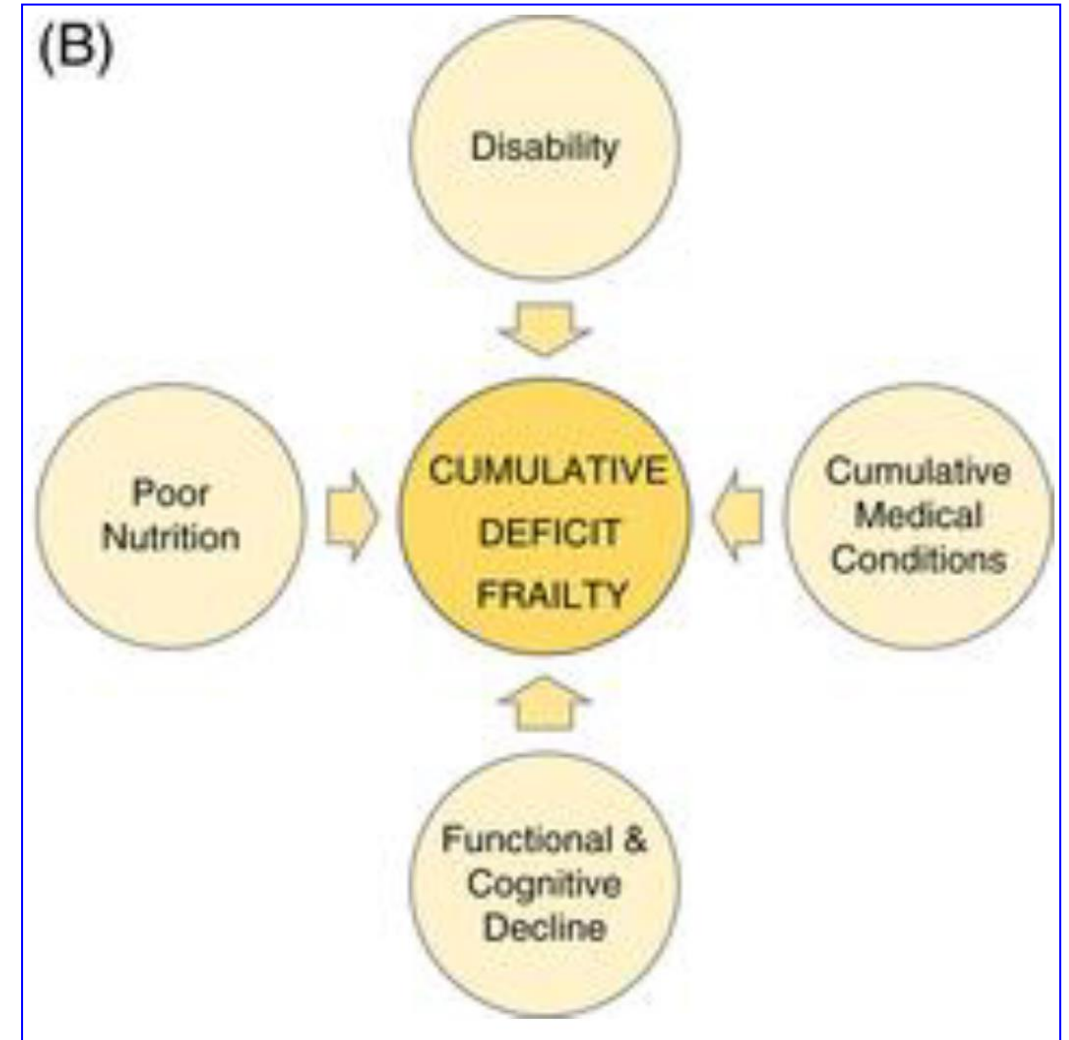 (B)
Disability
Poor
Nutrition
CUMULATIVE
DEFICIT
FRAILTY
Cumulative
Medical
Conditions
Functional &
Cognitive
Decline